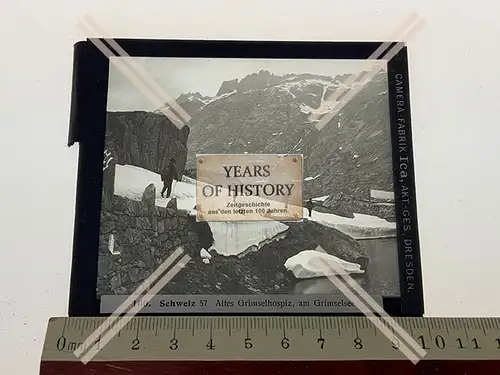 YEARS
OF HISTORY
Zeitgeschichte
aus den letzten 100 Jahren
CAMERA-FABRIK Ica, AKT-GES, DRESDEN.
Schweiz 57 Altes Grimselhospiz, am Grimselsee
0 1 2 3 4 5 6 7 8 9 10 11